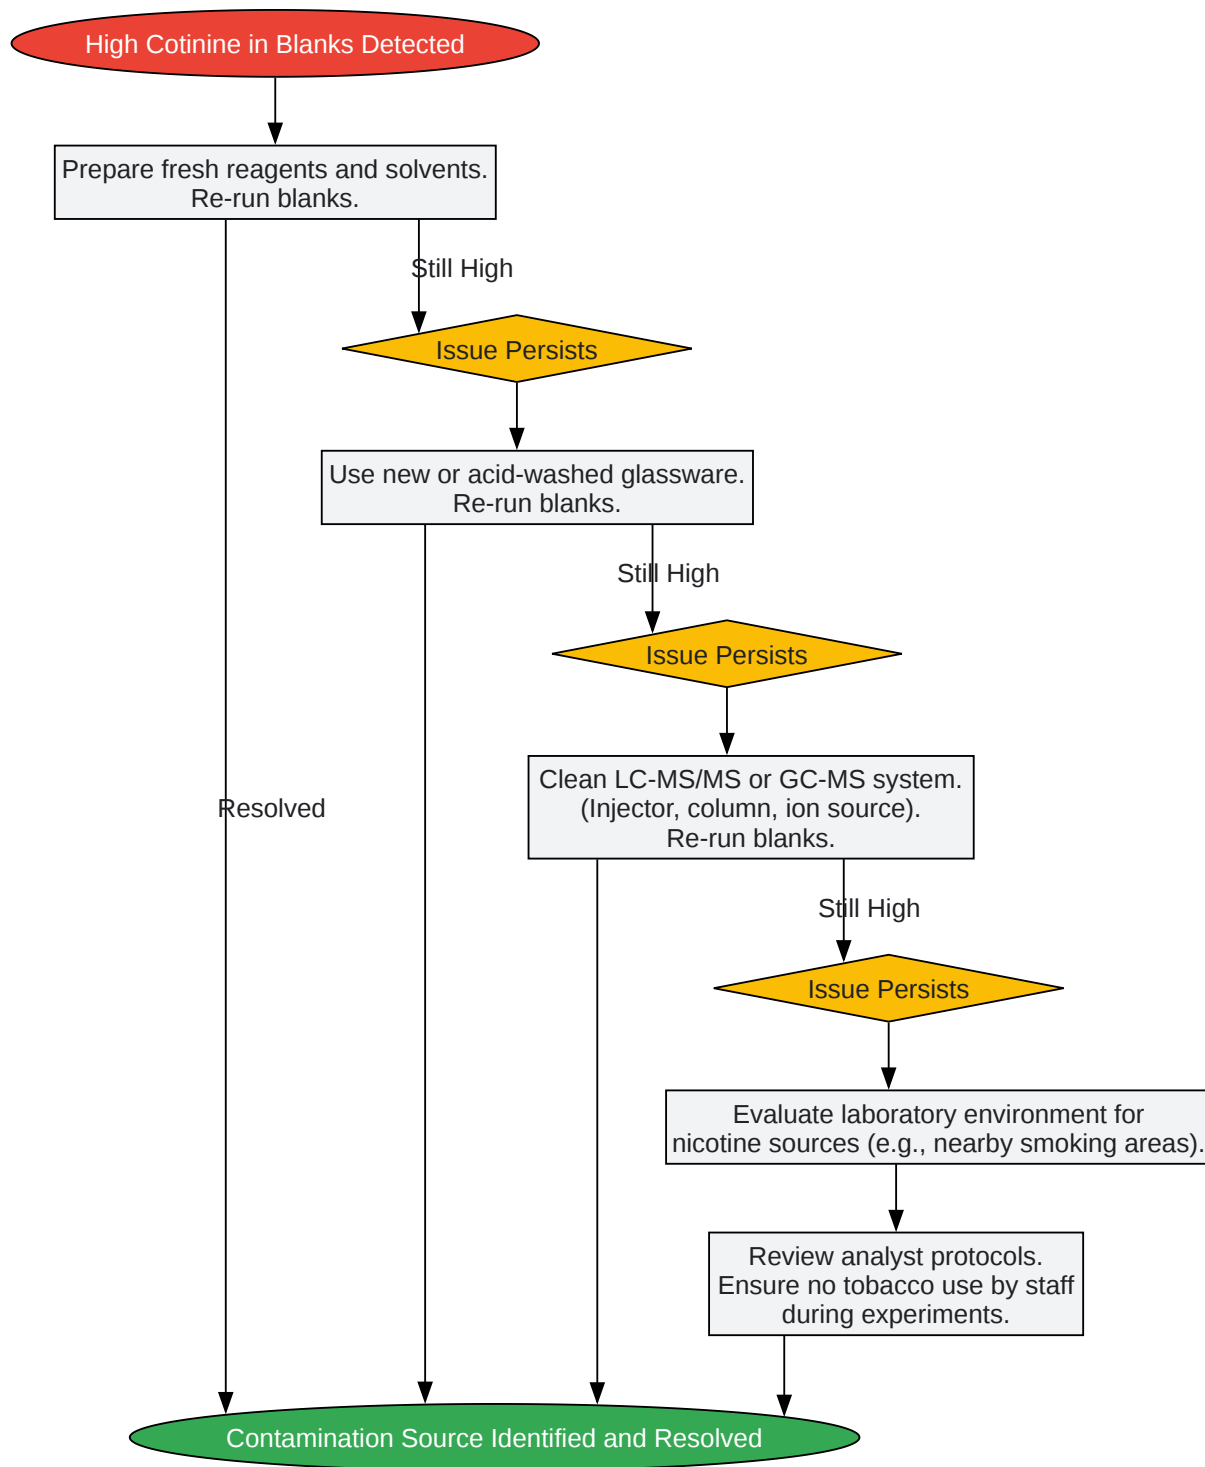 High Cotinine in Blanks Detected
Prepare fresh reagents and solvents.
Re-run blanks.
Still High
Issue Persists
Use new or acid-washed glassware.
Re-run blanks.
Still High
Issue Persists
Clean LC-MS/MS or GC-MS system.
(Injector, column, ion source).
Re-run blanks.
Resolved
Still High
Issue Persists
Evaluate laboratory environment for
nicotine sources (e.g., nearby smoking areas).
Review analyst protocols.
Ensure no tobacco use by staff
during experiments.
Contamination Source Identified and Resolved